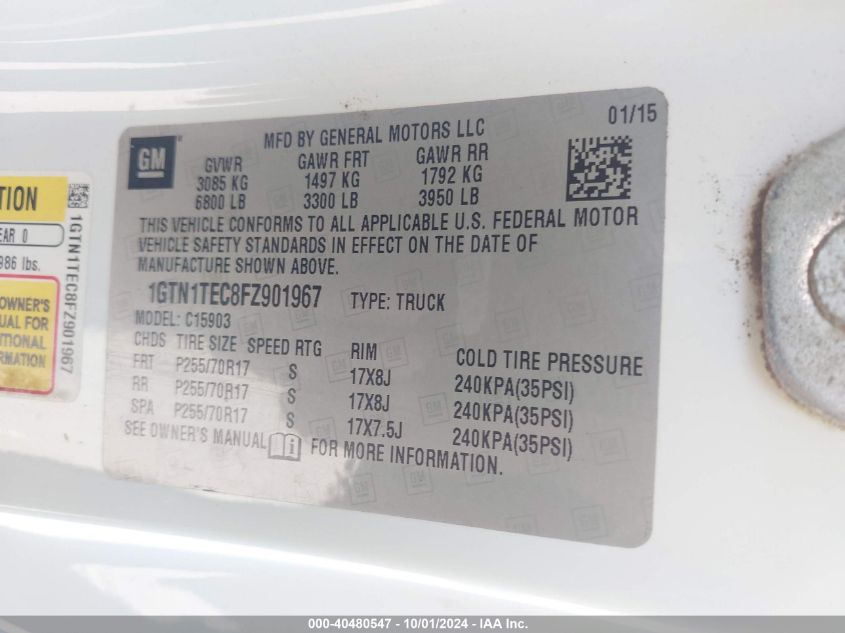 GM
MFD BY GENERAL MOTORS LLC
01/15
GVWR GAWR FRT GAWR RR
3085 KG 1497 KG 1792 KG
6800 LB 3300 LB 3950 LB
THIS VEHICLE CONFORMS TO ALL APPLICABLE U.S. FEDERAL MOTOR
VEHICLE SAFETY STANDARDS IN EFFECT ON THE DATE OF
MANUFACTURE SHOWN ABOVE.
1GTN1TEC8FZ901967 TYPE: TRUCK
MODEL: C15903
CHDS TIRE SIZE SPEED RTG RIM COLD TIRE PRESSURE
FRT P255/70R17 S 17X8J 240KPA(35PSI)
RR P255/70R17 S 17X8J 240KPA(35PSI)
SPA P255/70R17 S 17X7.5J 240KPA(35PSI)
SEE OWNER'S MANUAL FOR MORE INFORMATION.
1GTN1TEC8FZ901967
0
986 lbs.
OWNER'S
FOR
000-40480547 - 10/01/2024 - IAA Inc.